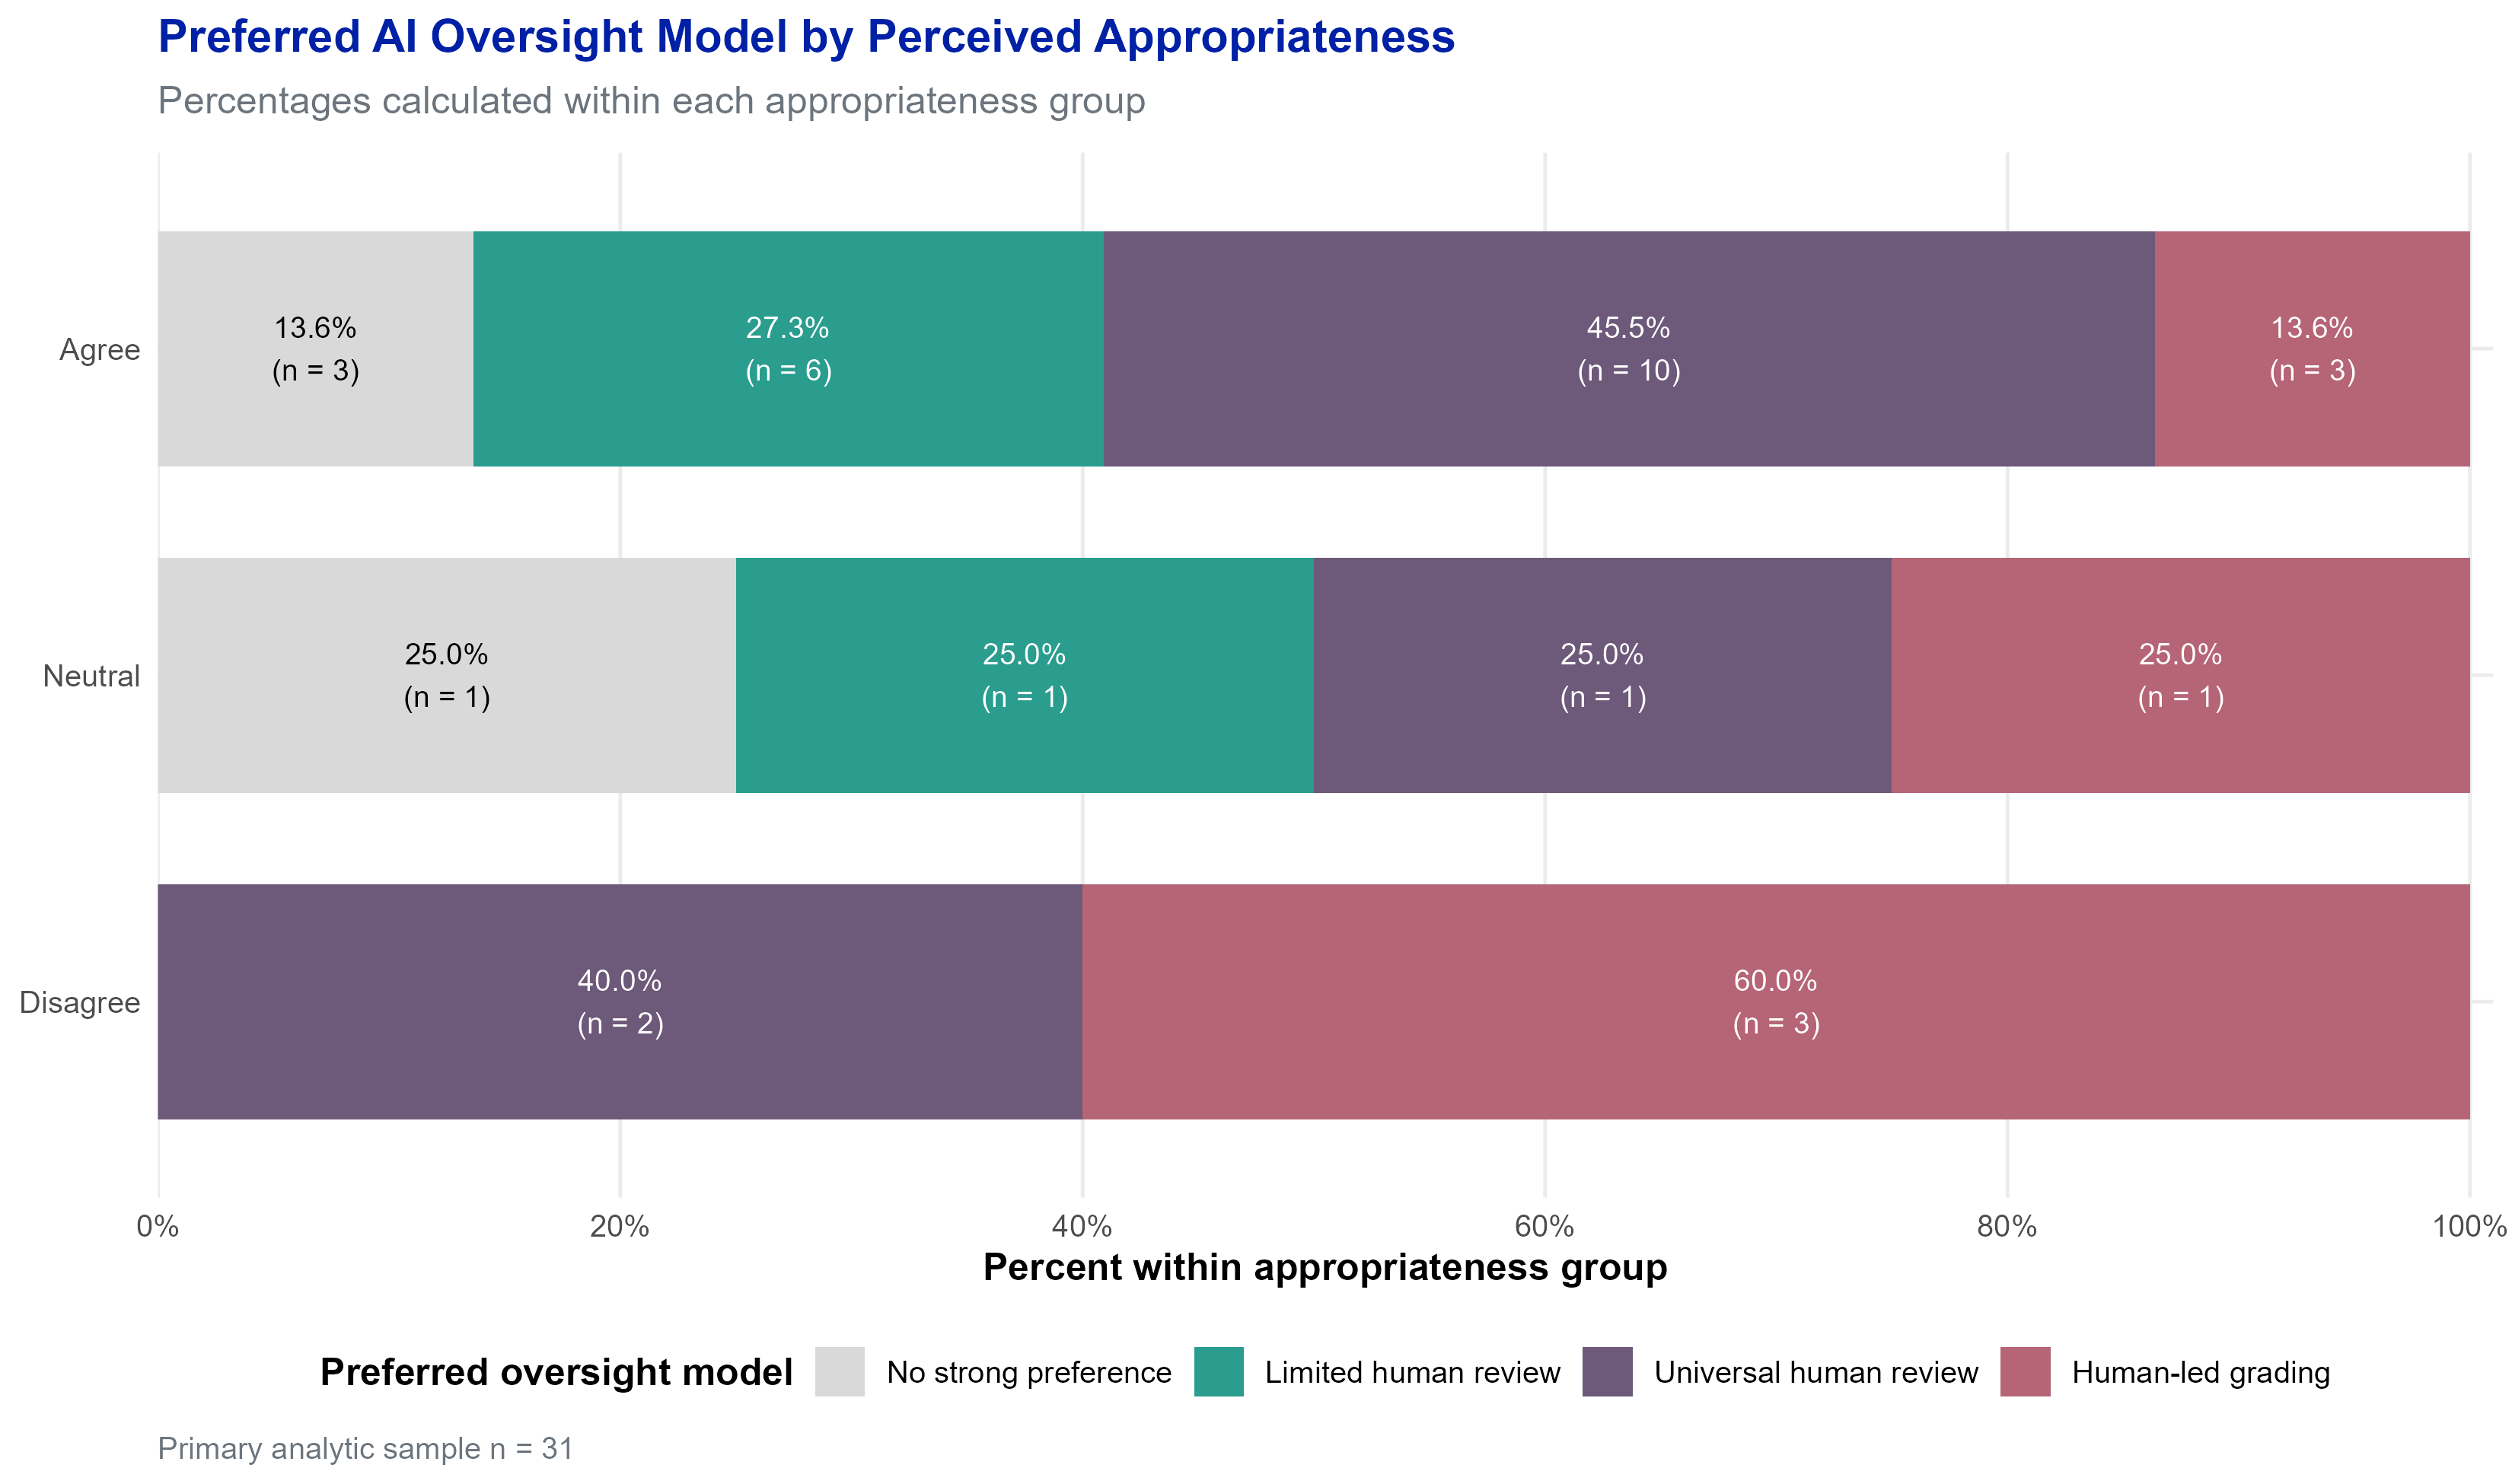 Preferred AI Oversight Model by Perceived Appropriateness
Percentages calculated within each appropriateness group
Agree
13.6%
(n = 3)
27.3%
(n = 6)
45.5%
(n = 10)
13.6%
(n = 3)
Neutral
25.0%
(n = 1)
25.0%
(n = 1)
25.0%
(n = 1)
25.0%
(n = 1)
Disagree
40.0%
(n = 2)
60.0%
(n = 3)
0% 20% 40% 60% 80% 100%
Percent within appropriateness group
Preferred oversight model No strong preference Limited human review Universal human review Human-led grading
Primary analytic sample n = 31